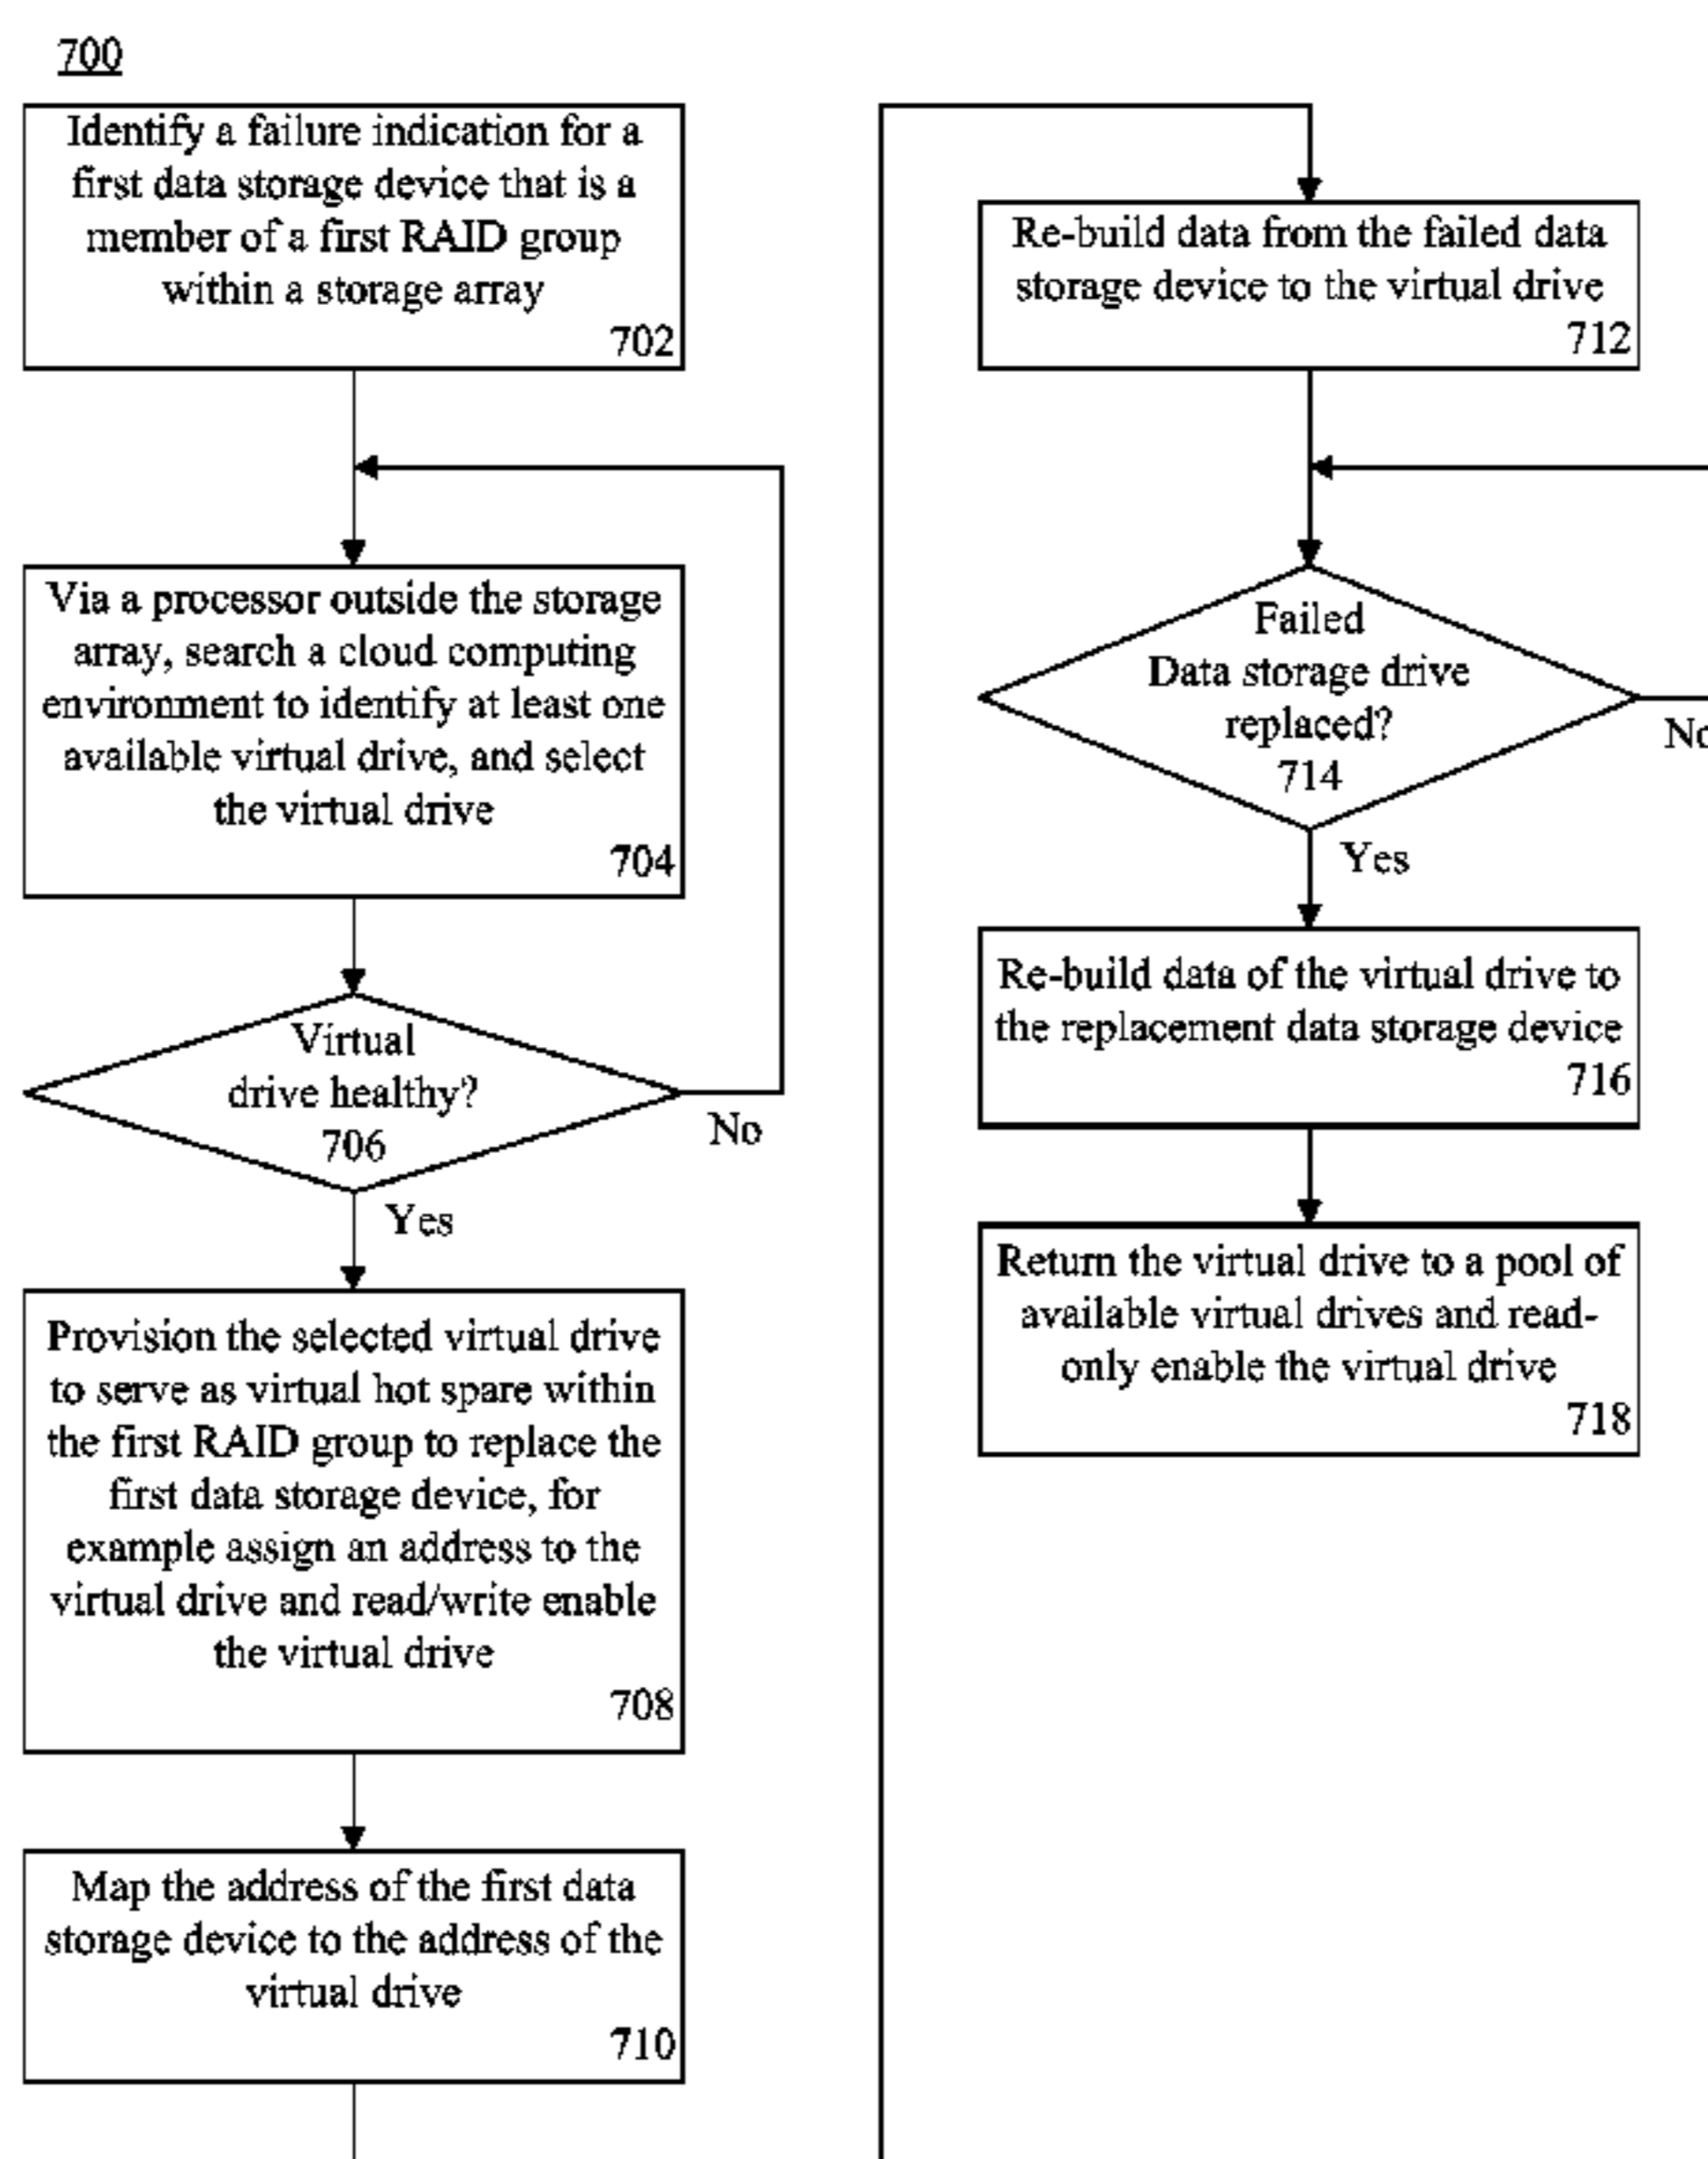 700
Identify a failure indication for a
first data storage device that is a
member of a first RAID group
within a storage array
702
Via a processor outside the storage
array, search a cloud computing
environment to identify at least one
available virtual drive, and select
the virtual drive
704
Virtual
drive healthy?
706
No
Yes
Provision the selected virtual drive
to serve as virtual hot spare within
the first RAID group to replace the
first data storage device, for
example assign an address to the
virtual drive and read/write enable
the virtual drive
708
Map the address of the first data
storage device to the address of the
virtual drive
710
Re-build data from the failed data
storage device to the virtual drive
712
Failed
Data storage drive
replaced?
714
No
Yes
Re-build data of the virtual drive to
the replacement data storage device
716
Return the virtual drive to a pool of
available virtual drives and read-
only enable the virtual drive
718